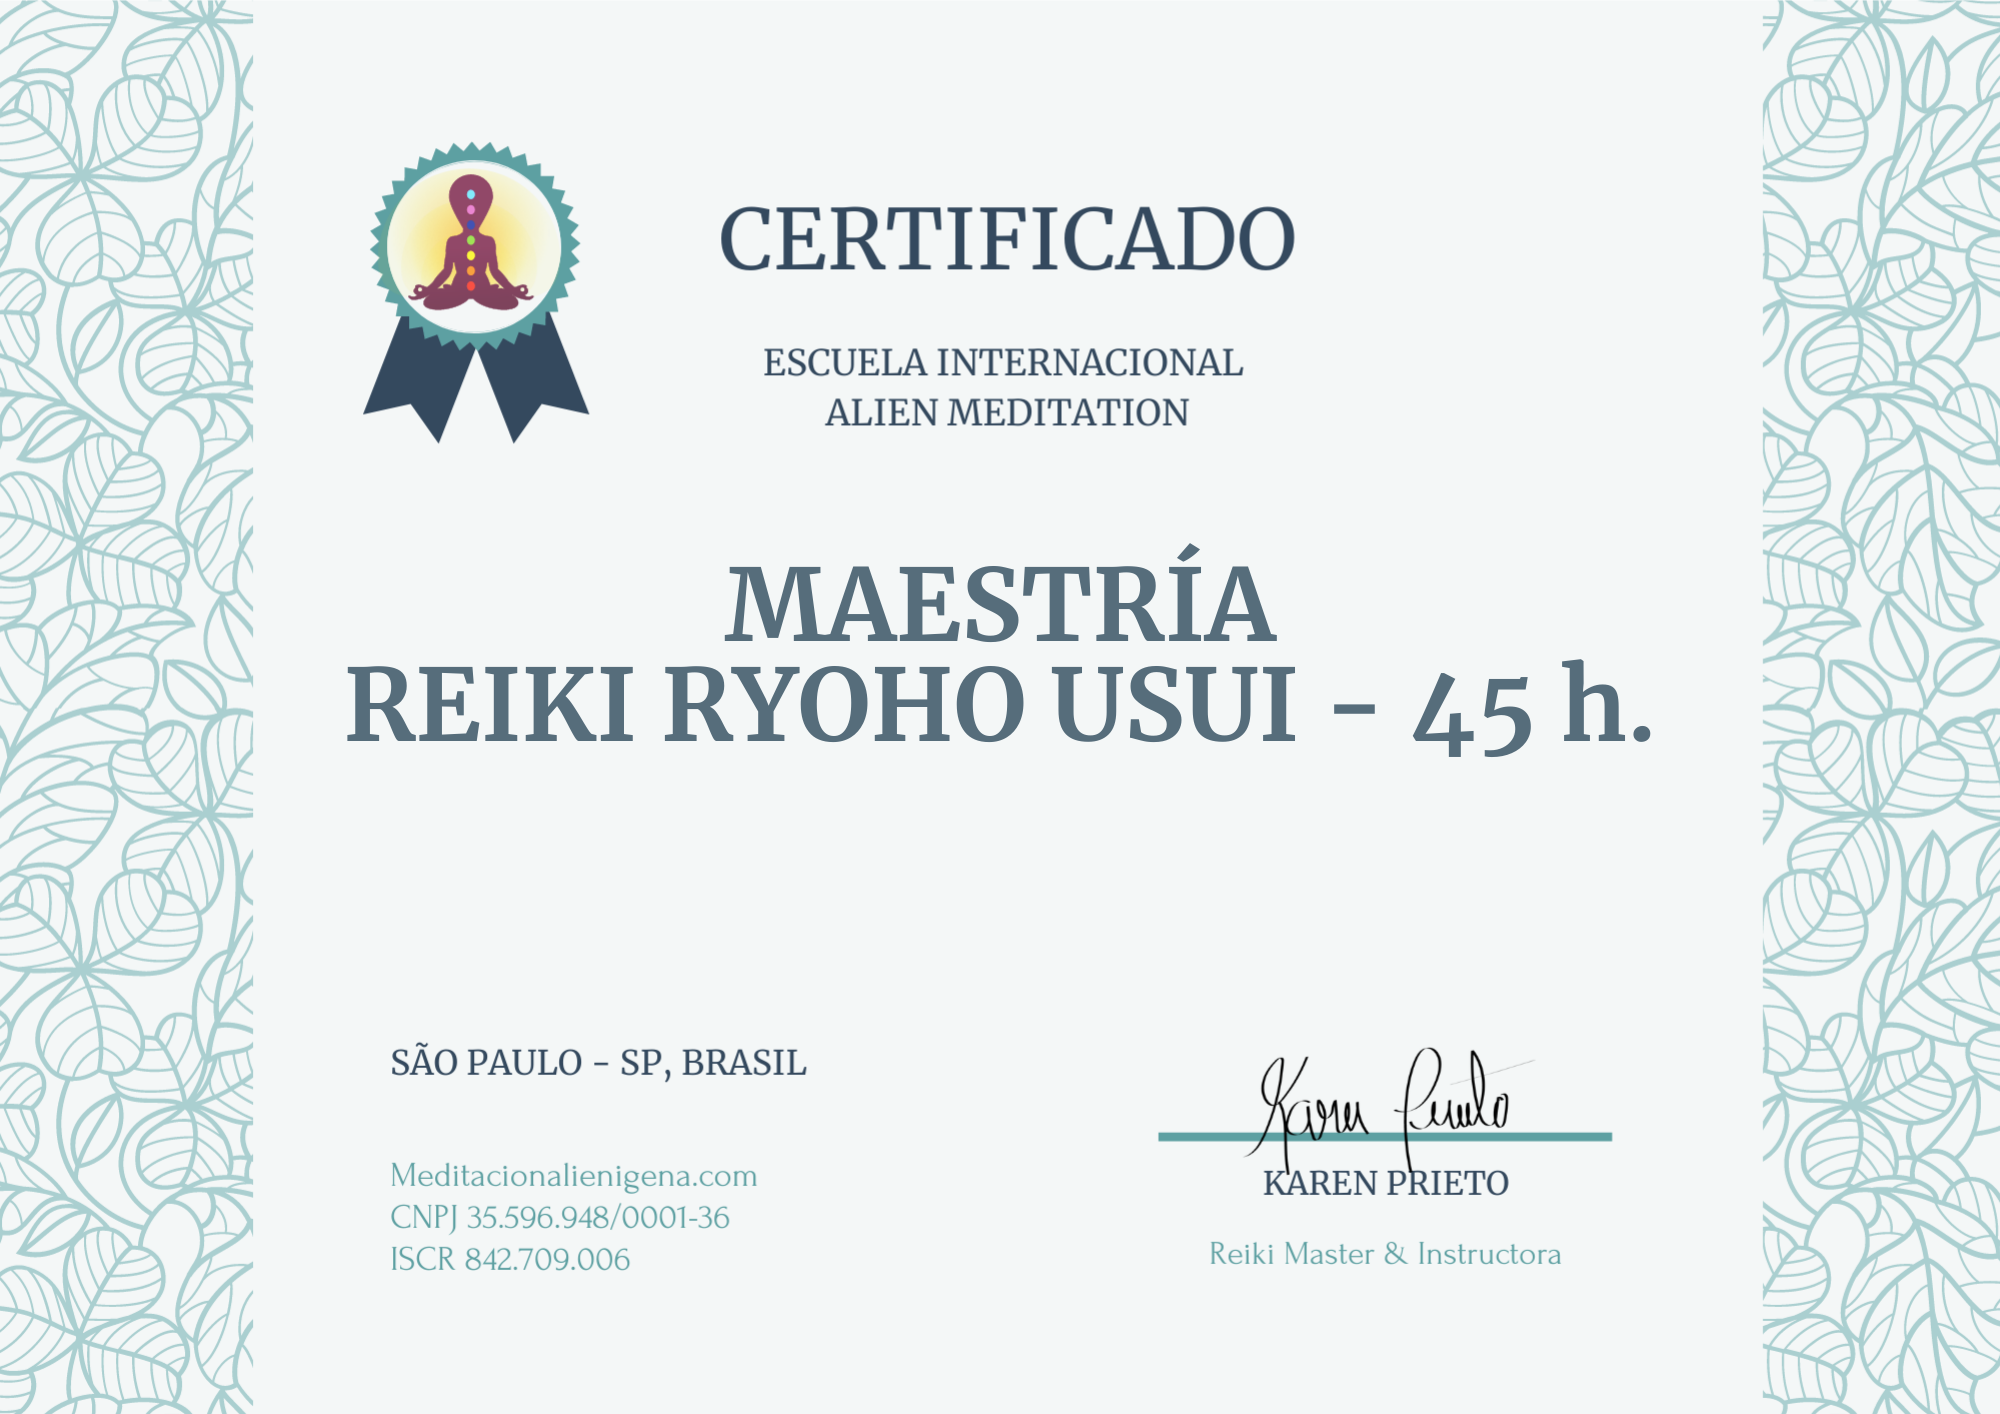 CERTIFICADO
ESCUELA INTERNACIONAL
ALIEN MEDITATION
MAESTRÍA
REIKI RYOHO USUI - 45 h.
SÃO PAULO - SP, BRASIL
Meditacionalienigena.com
CNPJ 35.596.948/0001-36
ISCR 842.709.006
Karen Prieto
KAREN PRIETO
Reiki Master & Instructora